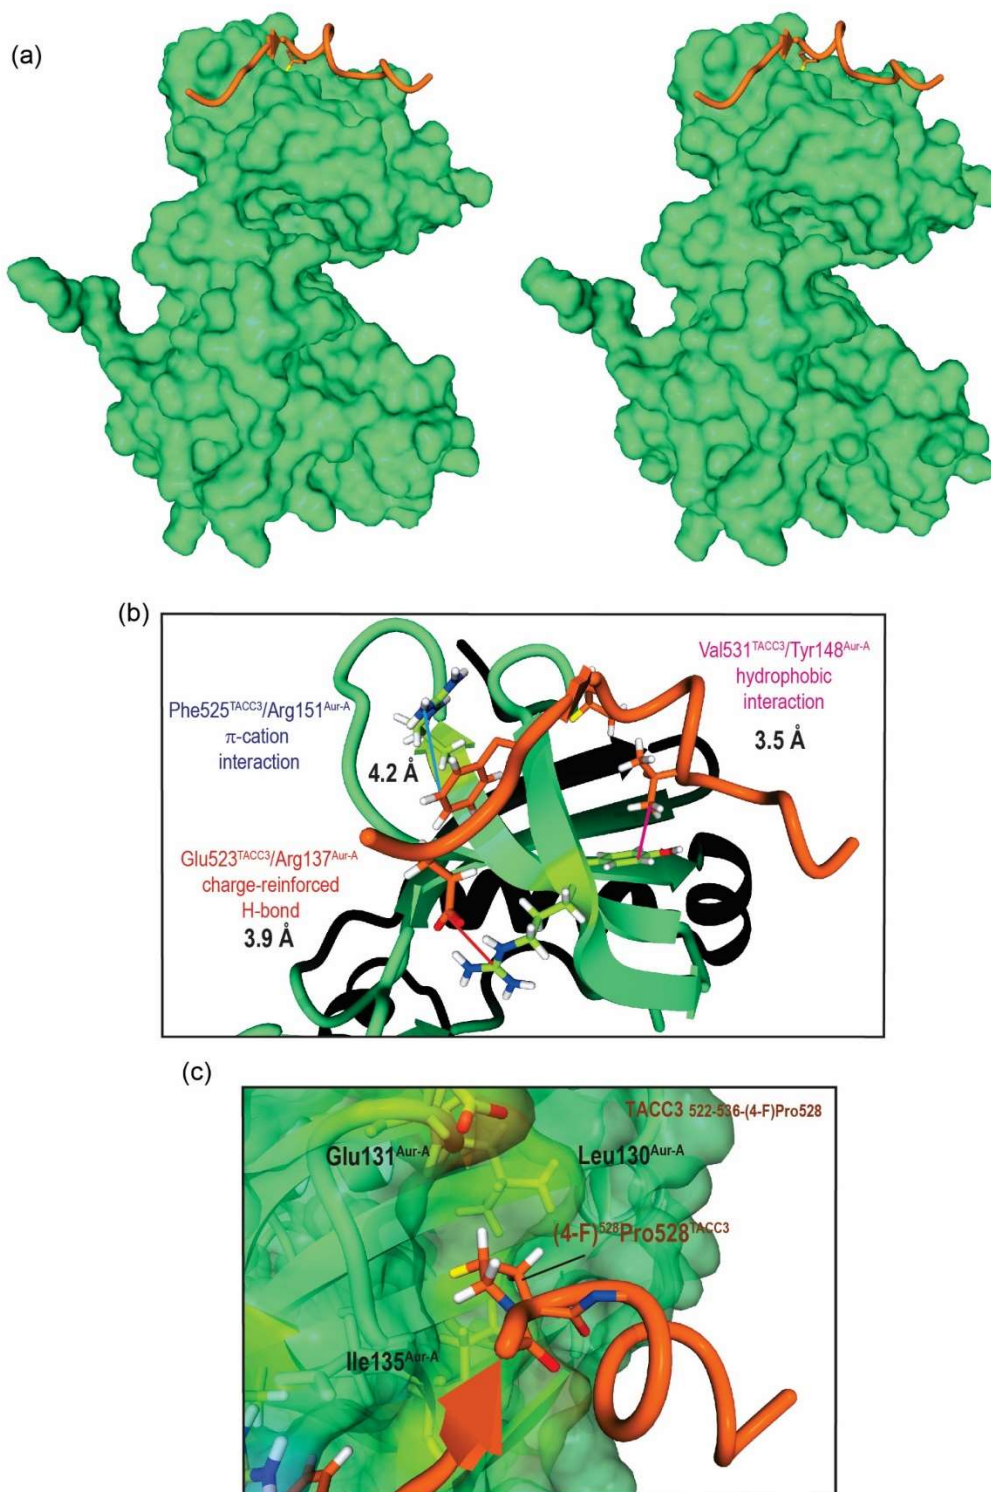 (a)
(b)
Val531TACC3/Tyr148Aur-A
hydrophobic
interaction
3.5 Å
Phe525TACC3/Arg151Aur-A
π-cation
interaction
4.2 Å
Glu523TACC3/Arg137Aur-A
charge-reinforced
H-bond
3.9 Å
(c)
TACC3 522-536-(4-F)Pro528
Glu131Aur-A
Leu130Aur-A
(4-F)528Pro528TACC3
Ile135Aur-A